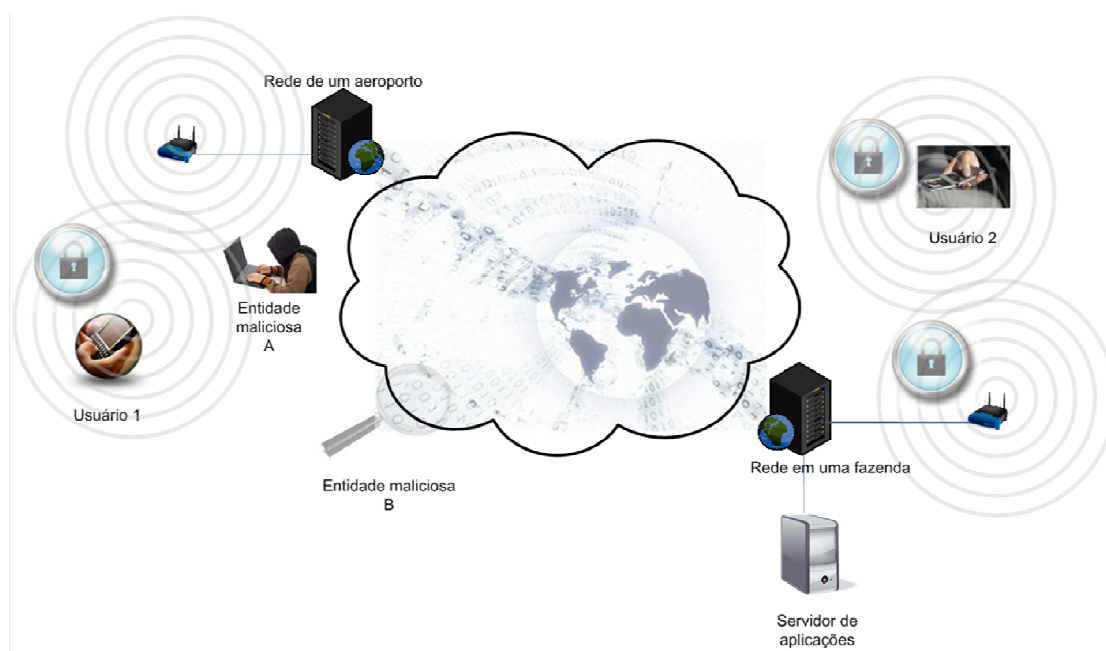 Rede de um aeroporto
Usuário 2
Entidade
maliciosa
A
Usuário 1
Rede em uma fazenda
Entidade maliciosa
B
Servidor de
aplicações